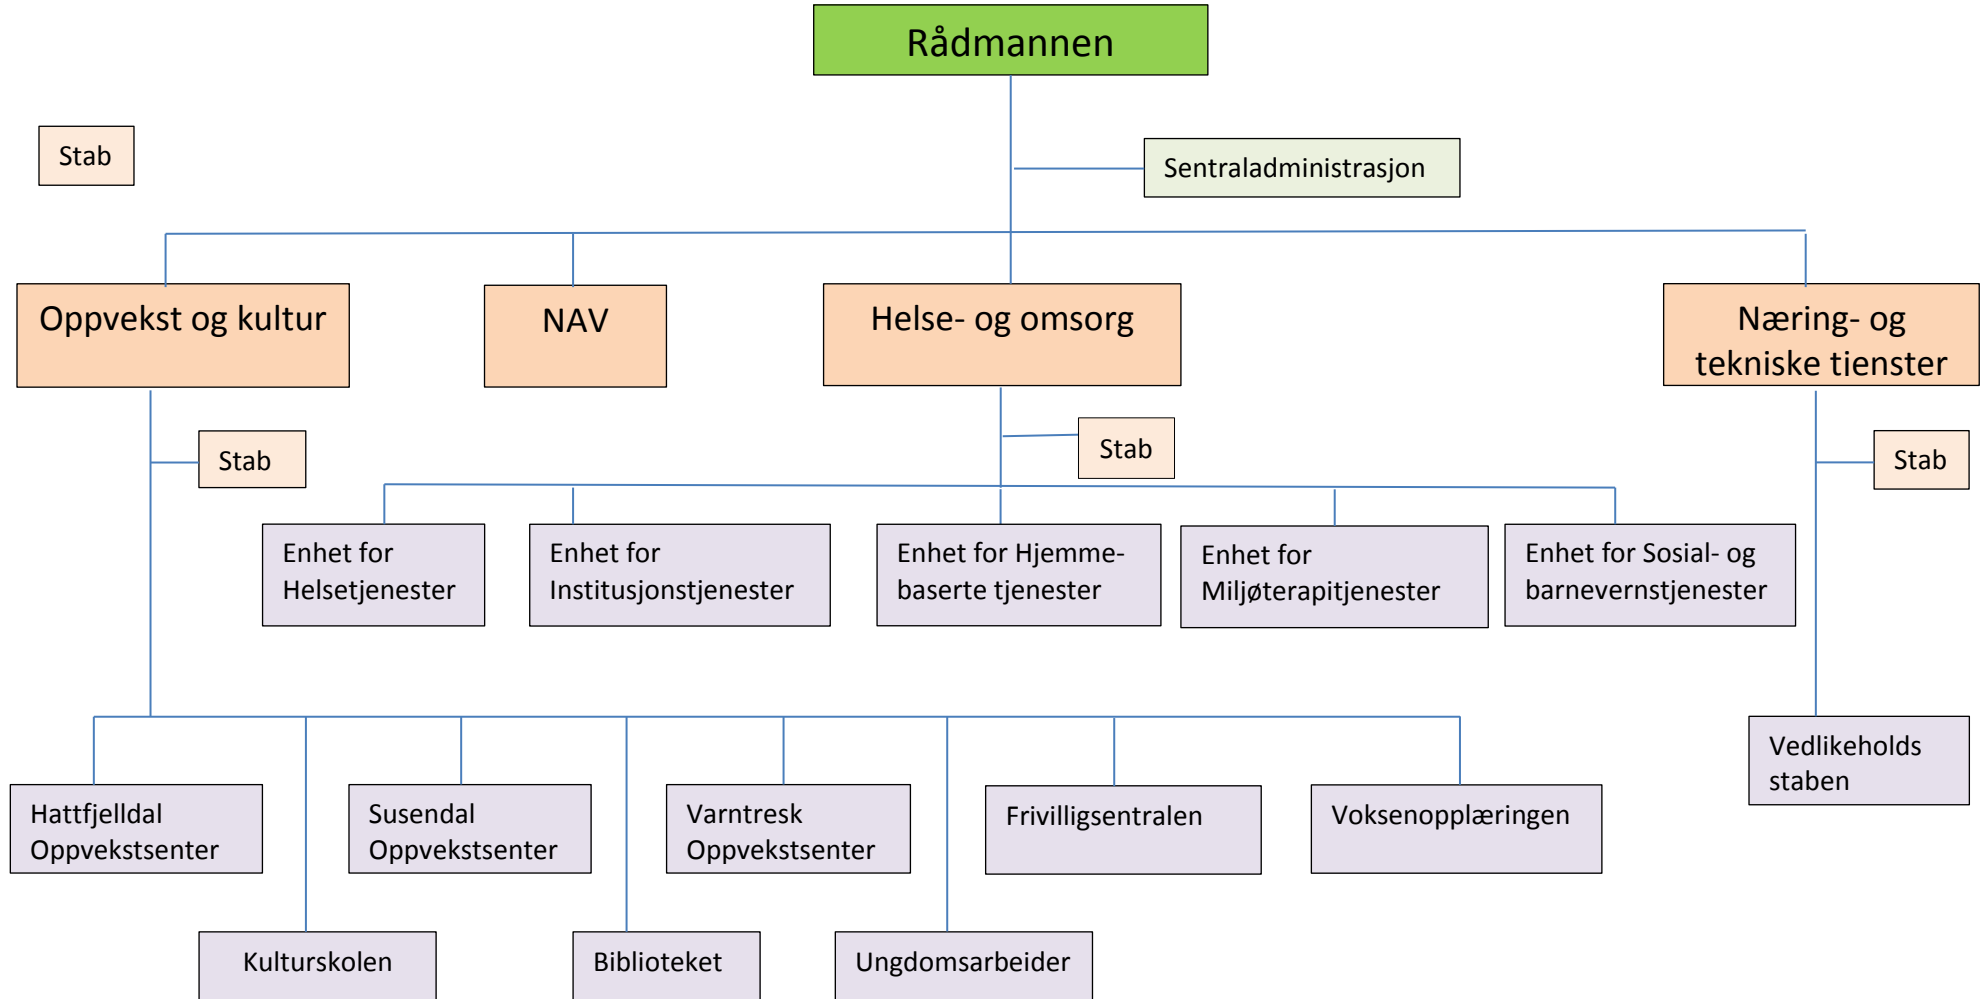 Rådmannen
Stab
Sentraladministrasjon
Oppvekst og kultur
NAV
Helse- og omsorg
Næring- og
tekniske tienster
Stab
Stab
Stab
Enhet for
Helsetjenester
Enhet for
Institusjonstjenester
Enhet for Hjemme-
baserte tjenester
Enhet for
Miljøterapitjenester
Enhet for Sosial- og
barnevernstjenester
Vedlikeholds
staben
Hattfjelldal
Oppvekstsenter
Susendal
Oppvekstsenter
Varntresk
Oppvekstsenter
Frivilligsentralen
Voksenopplæringen
Kulturskolen
Biblioteket
Ungdomsarbeider